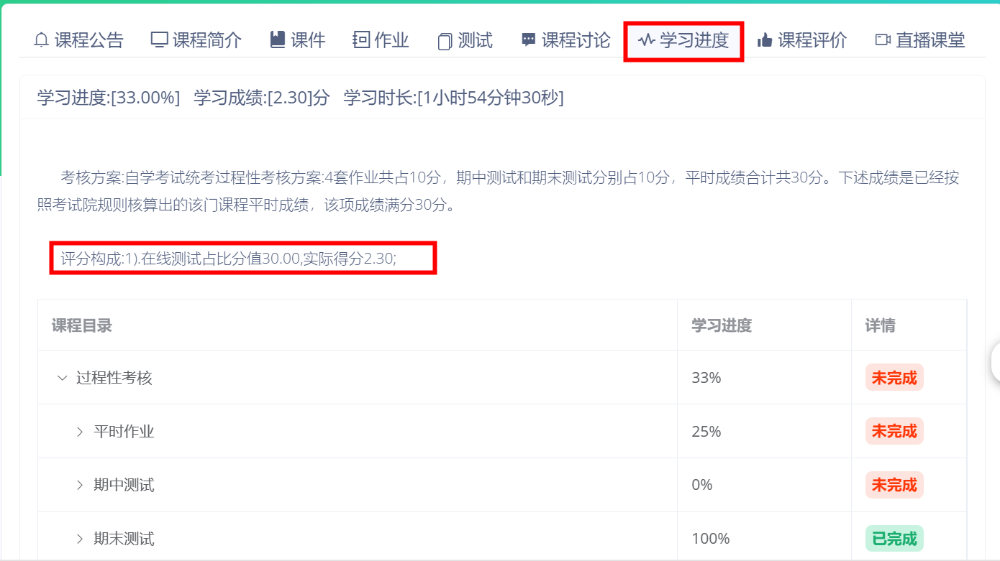 课程公告 课程简介 课件 作业 测试 课程讨论 学习进度 课程评价 直播课堂
学习进度:[33.00%] 学习成绩:[2.30]分 学习时长:[1小时54分钟30秒]
考核方案:自学考试统考过程性考核方案:4套作业共占10分，期中测试和期末测试分别占10分，平时成绩合计共30分。下述成绩是已经按
照考试院规则核算出的该门课程平时成绩，该项成绩满分30分。
评分构成:1).在线测试占比分值30.00,实际得分2.30;
课程目录 学习进度 详情
过程性考核 33% 未完成
平时作业 25% 未完成
期中测试 0% 未完成
期末测试 100% 已完成